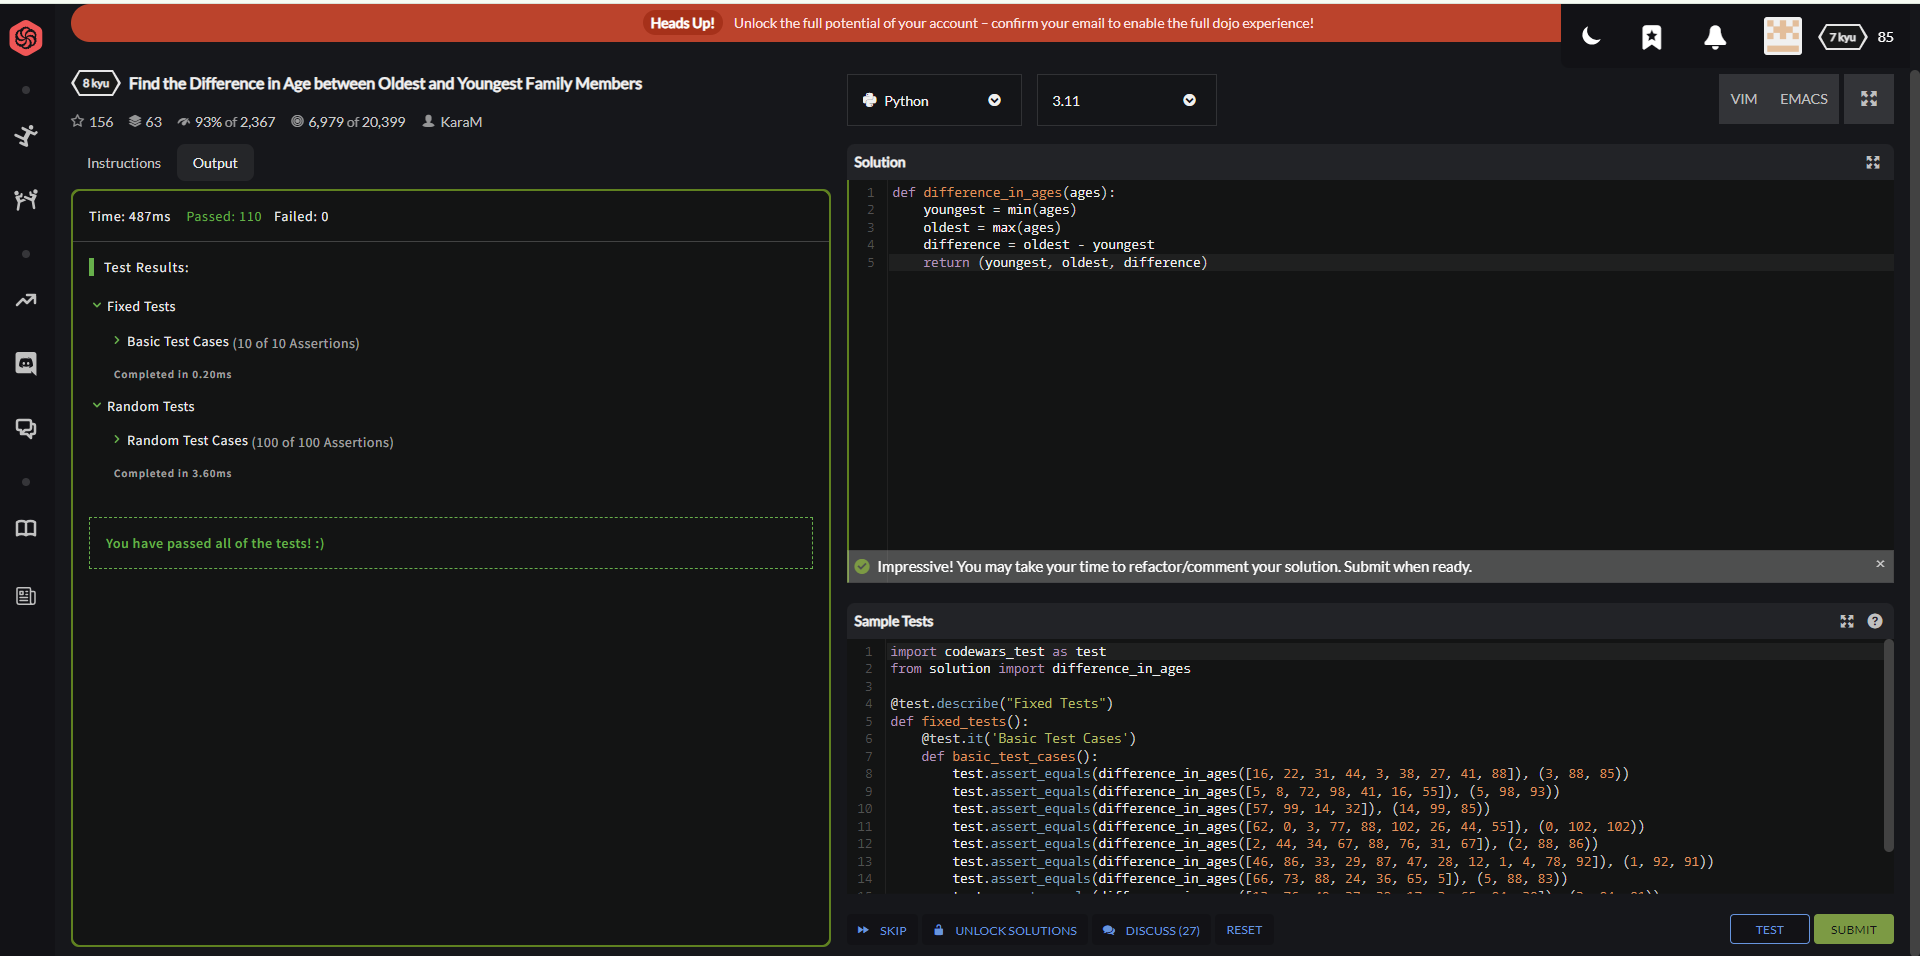 Heads Up! Unlock the full potential of your account – confirm your email to enable the full dojo experience!
7 kyu 85
8 kyu Find the Difference in Age between Oldest and Youngest Family Members
156 63 93% of 2,367 6,979 of 20,399 KaraM
Instructions Output
Time: 487ms Passed: 110 Failed: 0
Test Results:
Fixed Tests
Basic Test Cases (10 of 10 Assertions)
Completed in 0.20ms
Random Tests
Random Test Cases (100 of 100 Assertions)
Completed in 3.60ms
You have passed all of the tests! :)
Python 3.11 VIM EMACS
Solution
1 def difference_in_ages(ages):
2 youngest = min(ages)
3 oldest = max(ages)
4 difference = oldest - youngest
5 return (youngest, oldest, difference)
Impressive! You may take your time to refactor/comment your solution. Submit when ready. ×
Sample Tests ?
1 import codewars_test as test
2 from solution import difference_in_ages
3
4 @test.describe("Fixed Tests")
5 def fixed_tests():
6 @test.it('Basic Test Cases')
7 def basic_test_cases():
8 test.assert_equals(difference_in_ages([16, 22, 31, 44, 3, 38, 27, 41, 88]), (3, 88, 85))
9 test.assert_equals(difference_in_ages([5, 8, 72, 98, 41, 16, 55]), (5, 98, 93))
10 test.assert_equals(difference_in_ages([57, 99, 14, 32]), (14, 99, 85))
11 test.assert_equals(difference_in_ages([62, 0, 3, 77, 88, 102, 26, 44, 55]), (0, 102, 102))
12 test.assert_equals(difference_in_ages([2, 44, 34, 67, 88, 76, 31, 67]), (2, 88, 86))
13 test.assert_equals(difference_in_ages([46, 86, 33, 29, 87, 47, 28, 12, 1, 4, 78, 92]), (1, 92, 91))
14 test.assert_equals(difference_in_ages([66, 73, 88, 24, 36, 65, 5]), (5, 88, 83))
SKIP UNLOCK SOLUTIONS DISCUSS (27) RESET TEST SUBMIT